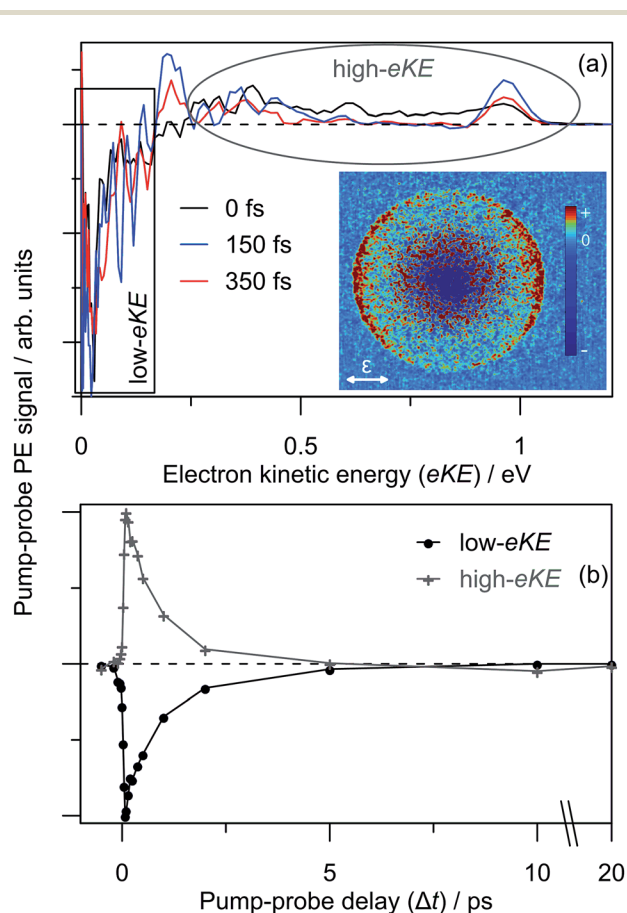 Pump-probe PE signal / arb. units
(a)
high-eKE
0 fs
150 fs
350 fs
low-eKE
+
0
-
ε
0
0.5
1
Electron kinetic energy (eKE) / eV
(b)
low-eKE
high-eKE
0
5
10
20
Pump-probe delay (Δt) / ps